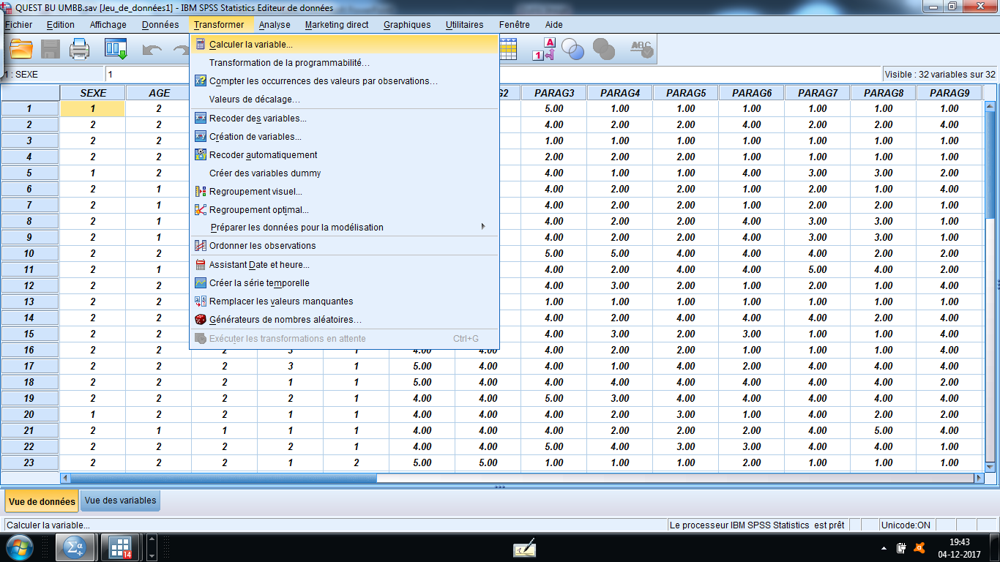 QUEST BU UMBB.sav [Jeu_de_données1] - IBM SPSS Statistics Editeur de données
Fichier Edition Affichage Données Transformer Analyse Marketing direct Graphiques Utilitaires Fenêtre Aide
1 A
ABC
1 : SEXE 1 Visible : 32 variables sur 32
Calculer la variable...
Transformation de la programmabilité...
Compter les occurrences des valeurs par observations...
Valeurs de décalage...
Recoder des variables...
Création de variables...
Recoder automatiquement
Créer des variables dummy
Regroupement visuel...
Regroupement optimal...
Préparer les données pour la modélisation
Ordonner les observations
Assistant Date et heure...
Créer la série temporelle
Remplacer les valeurs manquantes
Générateurs de nombres aléatoires...
Exécuter les transformations en attente Ctrl+G
SEXE AGE G2 PARAG3 PARAG4 PARAG5 PARAG6 PARAG7 PARAG8 PARAG9
1 1 2 5.00 1.00 1.00 1.00 1.00 1.00 1.00
2 2 2 4.00 2.00 2.00 4.00 2.00 2.00 4.00
3 2 2 1.00 1.00 1.00 1.00 1.00 1.00 1.00
4 2 2 2.00 2.00 2.00 1.00 1.00 1.00 1.00
5 1 2 4.00 1.00 1.00 4.00 3.00 3.00 2.00
6 2 1 4.00 2.00 2.00 1.00 2.00 1.00 4.00
7 2 1 4.00 2.00 2.00 1.00 2.00 2.00 1.00
8 2 1 4.00 2.00 2.00 4.00 3.00 3.00 1.00
9 2 1 4.00 2.00 2.00 4.00 3.00 3.00 1.00
10 2 2 5.00 5.00 4.00 4.00 4.00 4.00 2.00
11 2 1 4.00 2.00 4.00 4.00 5.00 4.00 2.00
12 2 2 4.00 3.00 2.00 1.00 2.00 1.00 4.00
13 2 2 1.00 1.00 1.00 1.00 1.00 1.00 1.00
14 2 2 4.00 2.00 4.00 4.00 4.00 2.00 4.00
15 2 2 4.00 3.00 2.00 3.00 1.00 1.00 4.00
16 2 2 2 3 1 4.00 4.00 4.00 2.00 2.00 1.00 1.00 1.00 4.00
17 2 2 2 3 1 5.00 4.00 4.00 1.00 4.00 2.00 4.00 4.00 4.00
18 2 2 2 1 1 5.00 4.00 4.00 4.00 4.00 4.00 4.00 4.00 2.00
19 2 2 2 2 1 4.00 4.00 5.00 3.00 4.00 4.00 4.00 4.00 4.00
20 1 2 2 1 1 4.00 4.00 4.00 2.00 3.00 1.00 4.00 2.00 2.00
21 2 1 1 1 1 4.00 4.00 4.00 2.00 2.00 4.00 4.00 5.00 4.00
22 2 2 2 2 1 4.00 4.00 5.00 4.00 3.00 3.00 4.00 4.00 1.00
23 2 2 2 1 2 5.00 5.00 1.00 1.00 1.00 2.00 1.00 1.00 1.00
Vue de données Vue des variables
Calculer la variable... Le processeur IBM SPSS Statistics est prêt Unicode:ON
14
19:43
04-12-2017